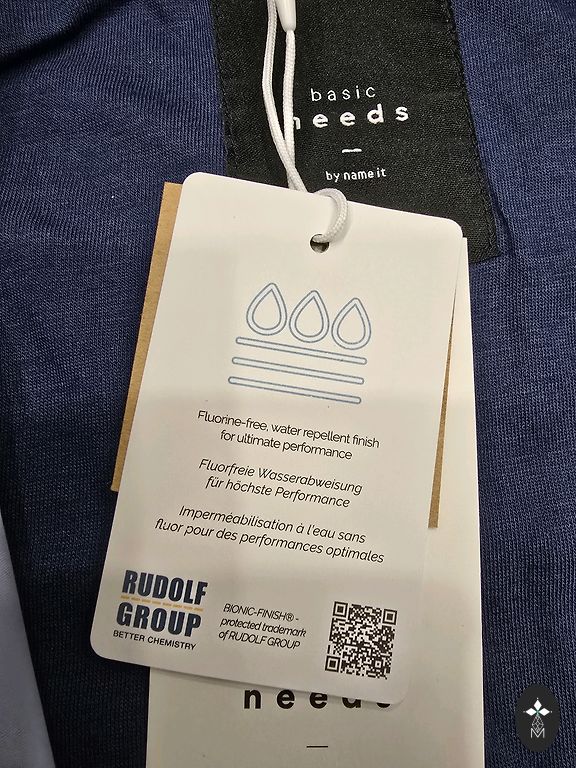 basic
needs
by name it
Fluorine-free, water repellent finish
for ultimate performance
Fluorfreie Wasserabweisung
für höchste Performance
Imperméabilisation à l'eau sans
fluor pour des performances optimales
RUDOLF
GROUP
BETTER CHEMISTRY
BIONIC-FINISH® -
protected trademark
of RUDOLF GROUP
needs
M